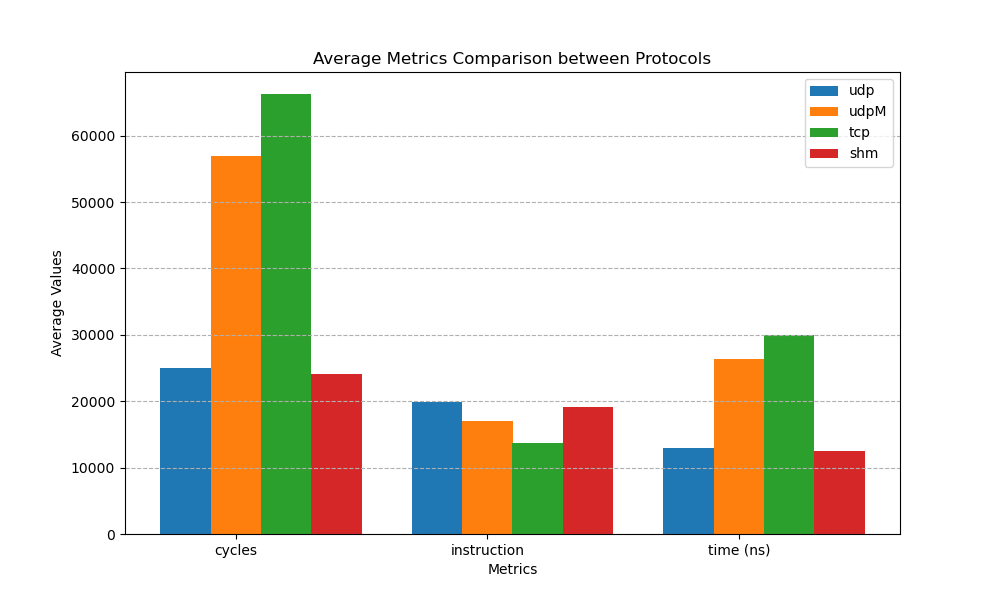 Average Metrics Comparison between Protocols
udp
udpM
tcp
shm
60000
50000
40000
30000
20000
10000
0
Average Values
cycles
instruction
time (ns)
Metrics